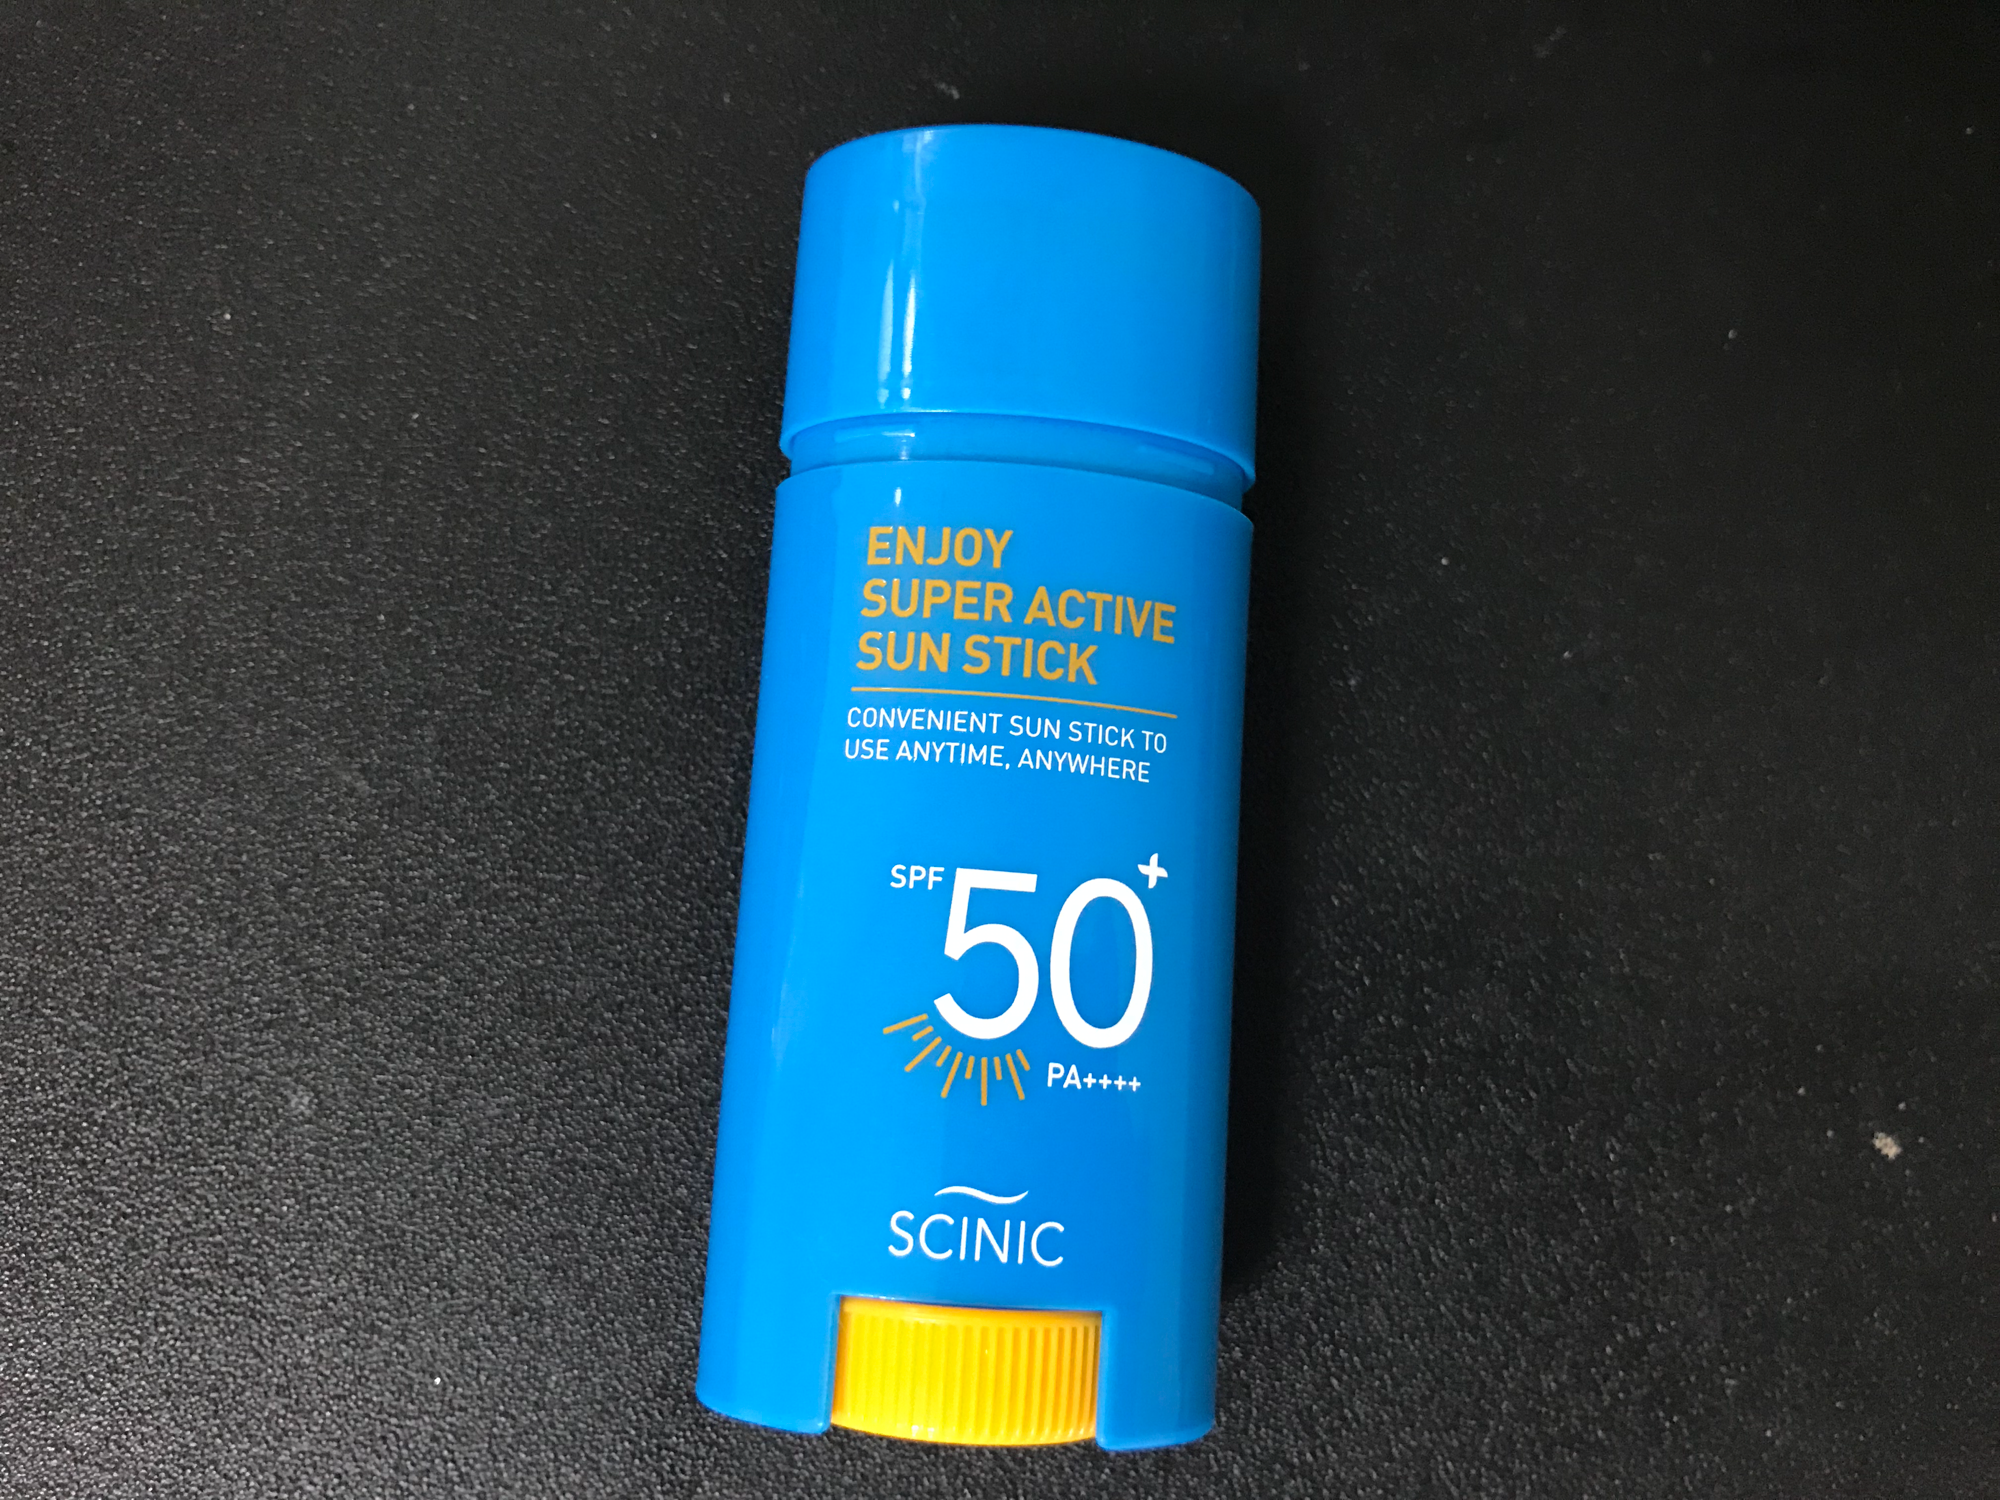 ENJOY
SUPER ACTIVE
SUN STICK
CONVENIENT SUN STICK TO
USE ANYTIME, ANYWHERE
SPF 50+
PA++++
SCINIC